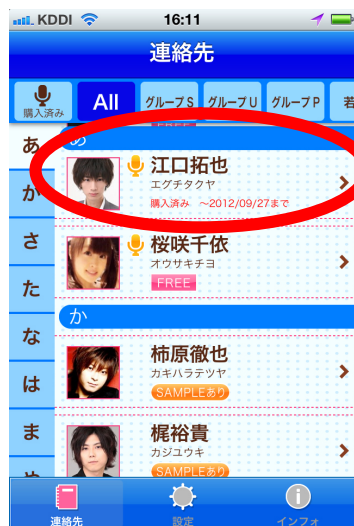 KDDI 16:11
連絡先
購入済み
All
グループS
グループU
グループP
若
あ
か
さ
た
な
は
ま
あ
江口拓也
エグチタクヤ
購入済み ～2012/09/27まで
桜咲千依
オウサキチヨ
FREE
か
柿原徹也
カキハラテツヤ
SAMPLEあり
梶裕貴
カジユウキ
SAMPLEあり
連絡先
設定
インフォ